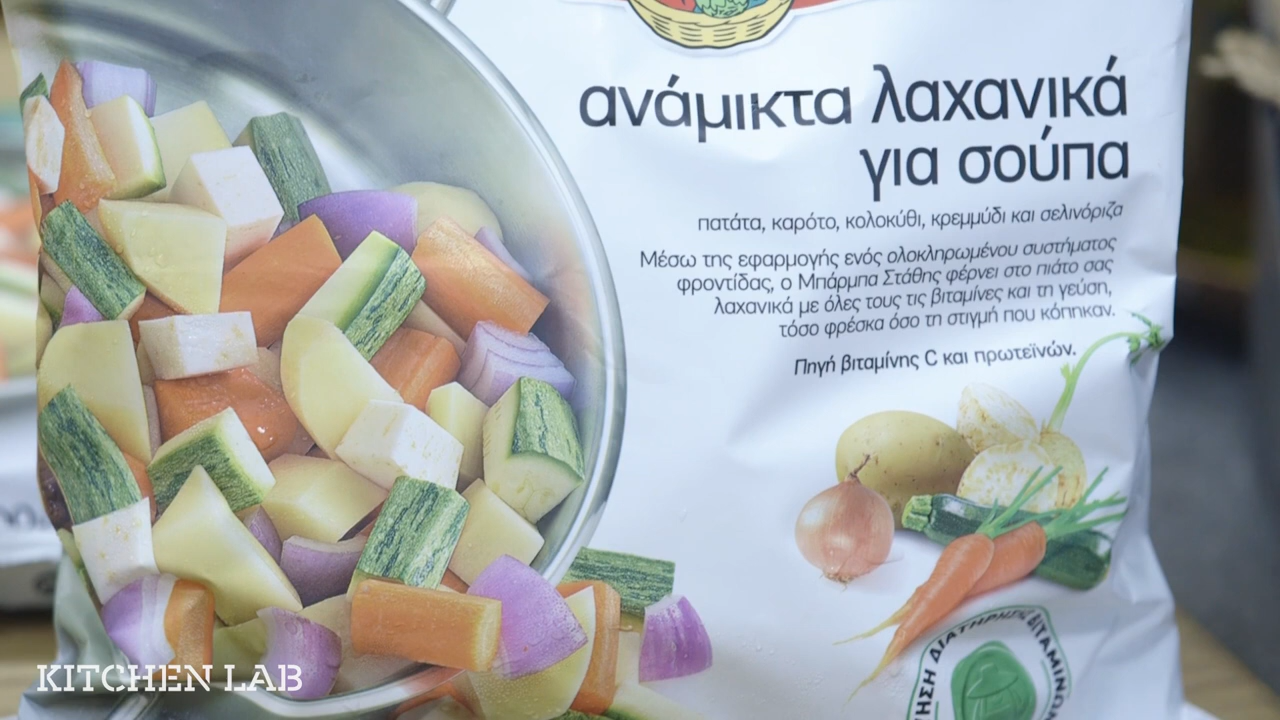 ανάμικτα λαχανικά
για σούπα
πατάτα, καρότο, κολοκύθι, κρεμμύδι και σελινόριζα
Μέσω της εφαρμογής ενός ολοκληρωμένου συστήματος
φροντίδας, ο Μπάρμπα Στάθης φέρνει στο πιάτο σας
λαχανικά με όλες τους τις βιταμίνες και τη γεύση,
τόσο φρέσκα όσο τη στιγμή που κόπηκαν.
Πηγή βιταμίνης C και πρωτεϊνών.
ΔΙΑΤΗΡΗΣΗΣ ΒΙΤΑΜΙΝΩΝ
KITCHEN LAB